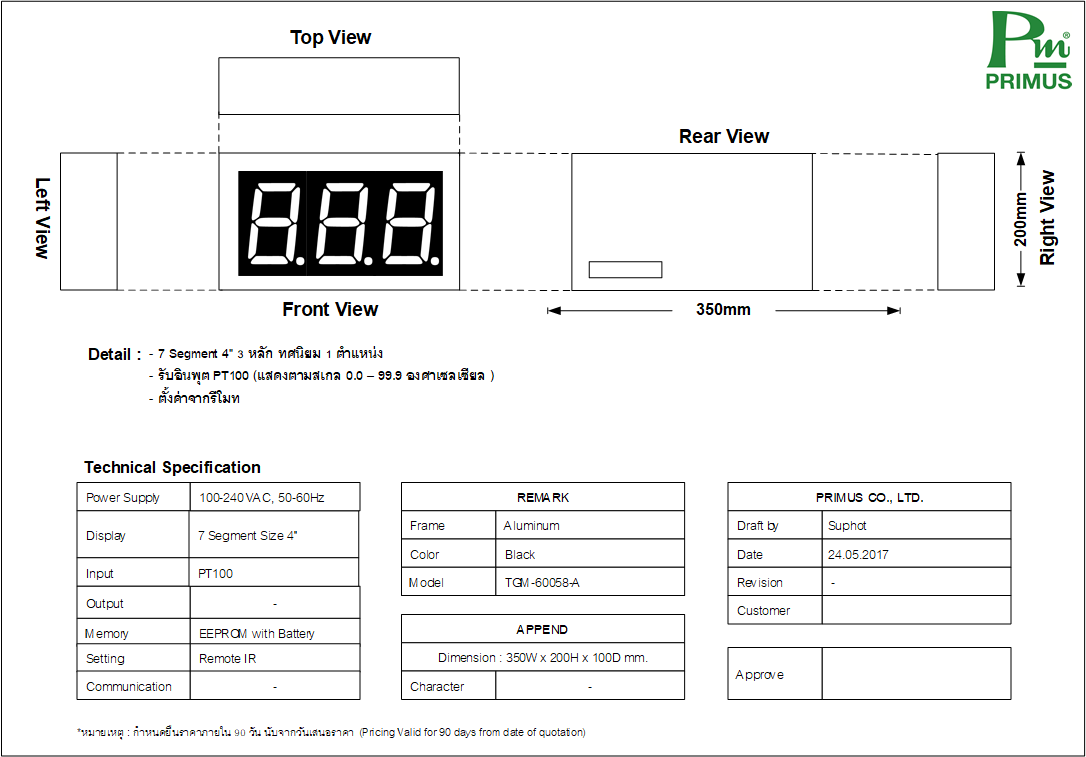 Pm®
PRIMUS
Top View
Rear View
Left View
8.8.8.
200mm
Right View
Front View
350mm
Detail : - 7 Segment 4" 3 หลัก ทศนิยม 1 ตำแหน่ง
- รับอินพุต PT100 (แสดงตามสเกล 0.0 – 99.9 องศาเซลเซียส )
- ตั้งค่าจากรีโมท
Technical Specification
Power Supply 100-240VAC, 50-60Hz
Display 7 Segment Size 4"
Input PT100
Output -
Memory EEPROM with Battery
Setting Remote IR
Communication -
REMARK
Frame Aluminum
Color Black
Model TGM-60058-A
APPEND
Dimension : 350W x 200H x 100D mm.
Character -
PRIMUS CO., LTD.
Draft by Suphot
Date 24.05.2017
Revision -
Customer
Approve
*หมายเหตุ : กำหนดยืนราคาภายใน 90 วัน นับจากวันเสนอราคา (Pricing Valid for 90 days from date of quotation)